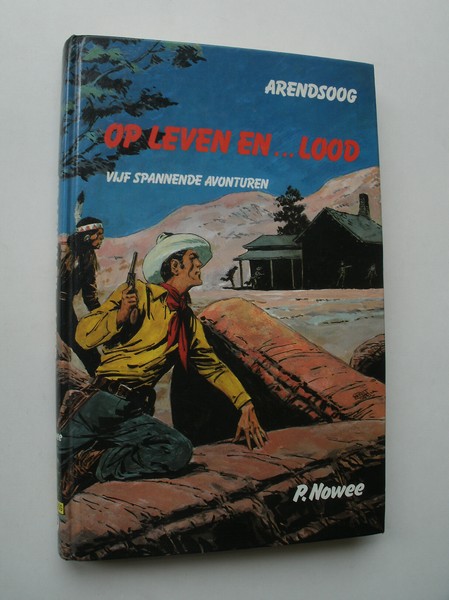 ARENDSOOG
OP LEVEN EN ... LOOD
VIJF SPANNENDE AVONTUREN
P. Nowee